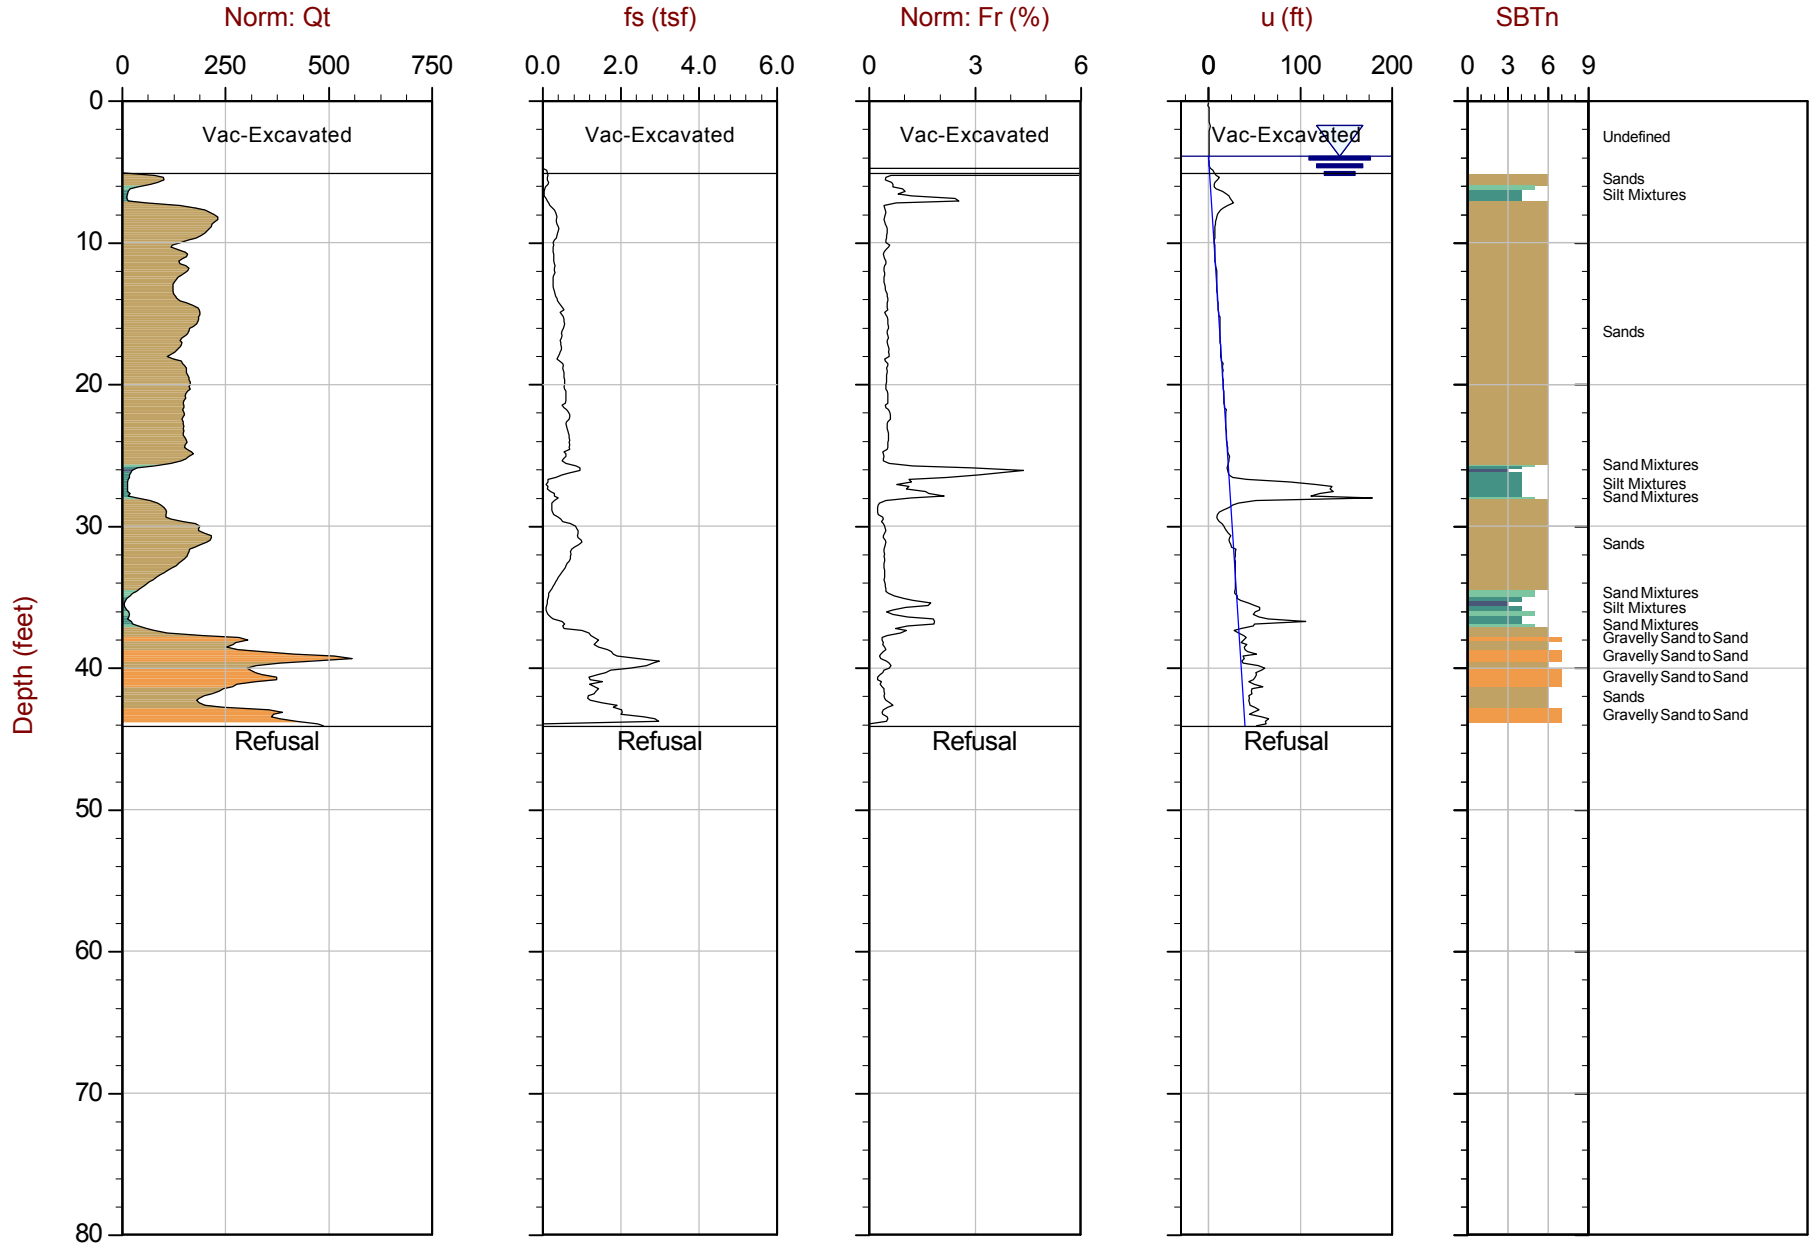 Norm: Qt fs (tsf) Norm: Fr (%) u (ft) SBTn
0 250 500 750 0.0 2.0 4.0 6.0 0 3 6 0 100 200 0 3 6 9
0
Vac-Excavated Vac-Excavated Vac-Excavated Vac-Excavated Undefined
Sands
Silt Mixtures
10
Sands
20
Sand Mixtures
Silt Mixtures
Sand Mixtures
30
Sands
Sand Mixtures
Silt Mixtures
Sand Mixtures
Gravelly Sand to Sand
Gravelly Sand to Sand
40
Gravelly Sand to Sand
Sands
Gravelly Sand to Sand
Refusal Refusal Refusal Refusal
50
60
70
80
Depth (feet)